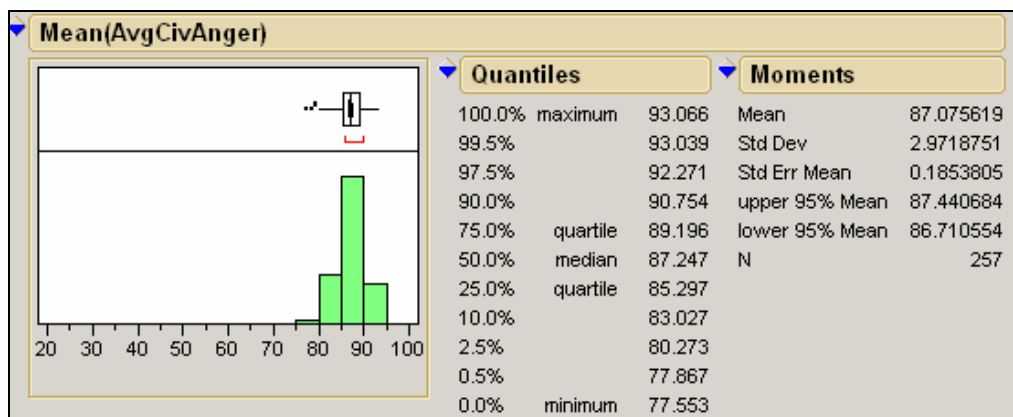 Mean(AvgCivAnger)
20 30 40 50 60 70 80 90 100
Quantiles
100.0% maximum 93.066
99.5% 93.039
97.5% 92.271
90.0% 90.754
75.0% quartile 89.196
50.0% median 87.247
25.0% quartile 85.297
10.0% 83.027
2.5% 80.273
0.5% 77.867
0.0% minimum 77.553
Moments
Mean 87.075619
Std Dev 2.9718751
Std Err Mean 0.1853805
upper 95% Mean 87.440684
lower 95% Mean 86.710554
N 257